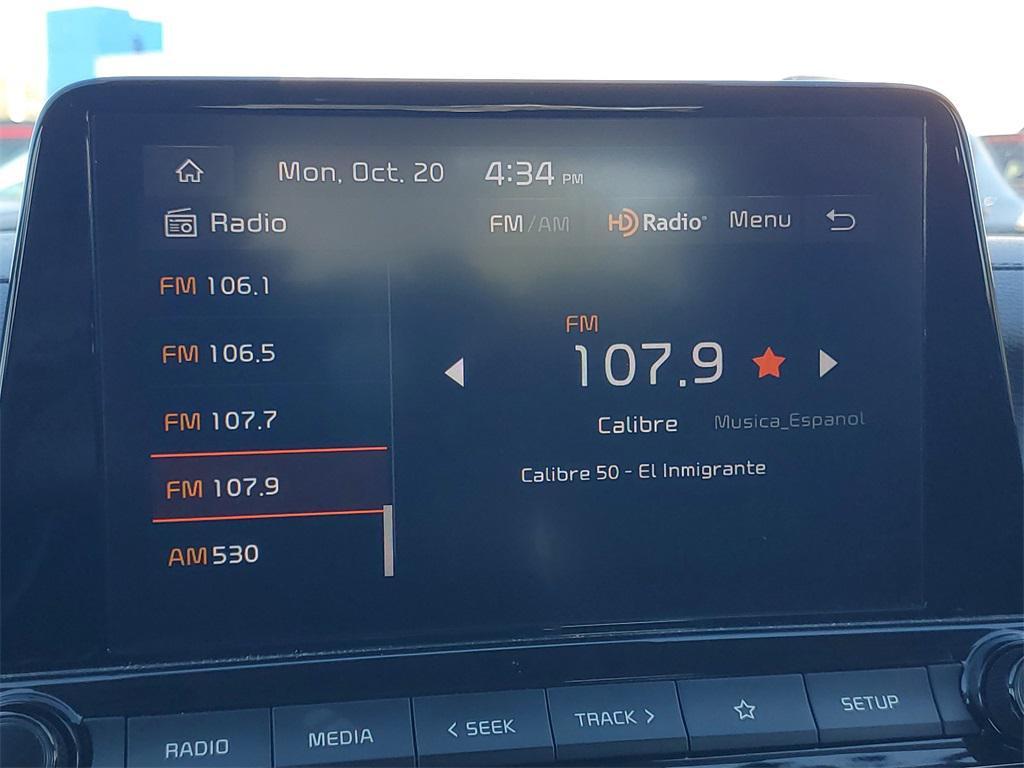 Mon, Oct. 20 4:34 PM
Radio FM/AM HD Radio Menu
FM 106.1
FM 106.5
FM 107.7
FM 107.9
AM 530
FM
107.9
Calibre Musica_Espanol
Calibre 50 - El Inmigrante
RADIO MEDIA < SEEK TRACK > SETUP